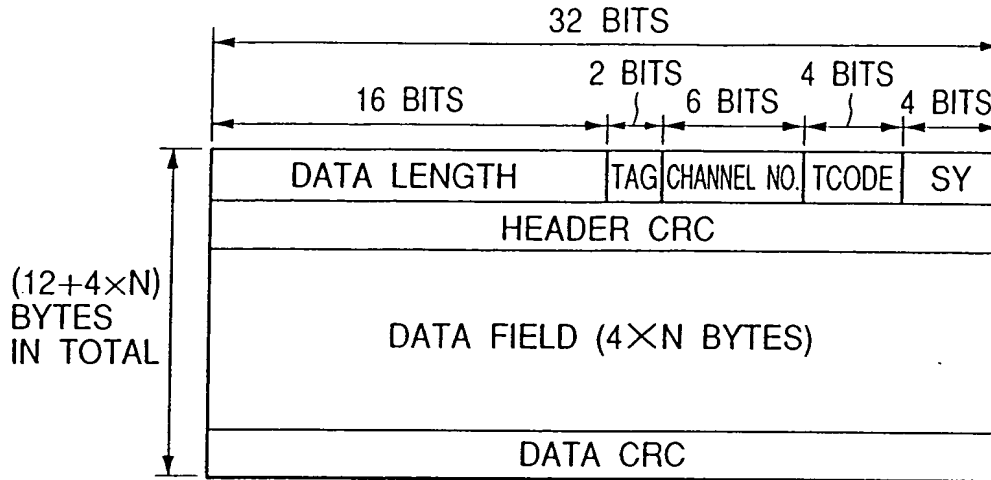 32 BITS
2 BITS 4 BITS
16 BITS 6 BITS 4 BITS
DATA LENGTH TAG CHANNEL NO. TCODE SY
HEADER CRC
(12+4×N)
BYTES
IN TOTAL
DATA FIELD (4×N BYTES)
DATA CRC